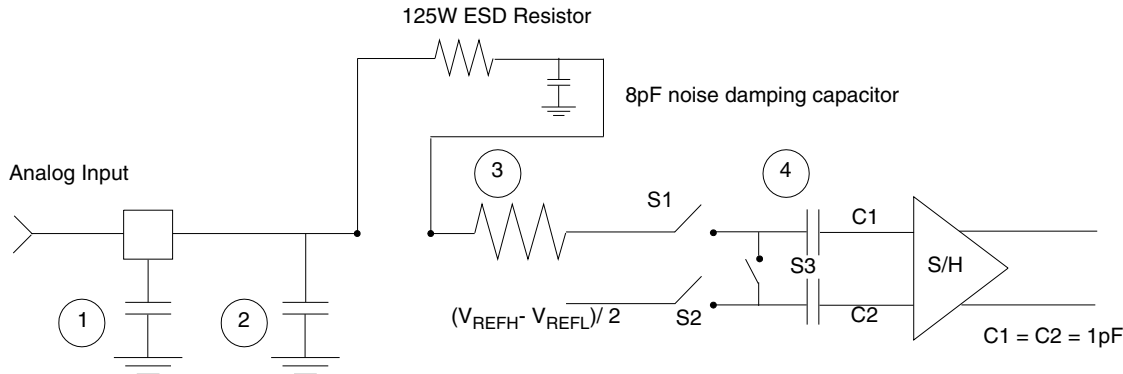 125W ESD Resistor
8pF noise damping capacitor
Analog Input
3
4
S1
C1
S3
S/H
1
2
(VREFH- VREFL)/ 2
S2
C2
C1 = C2 = 1pF